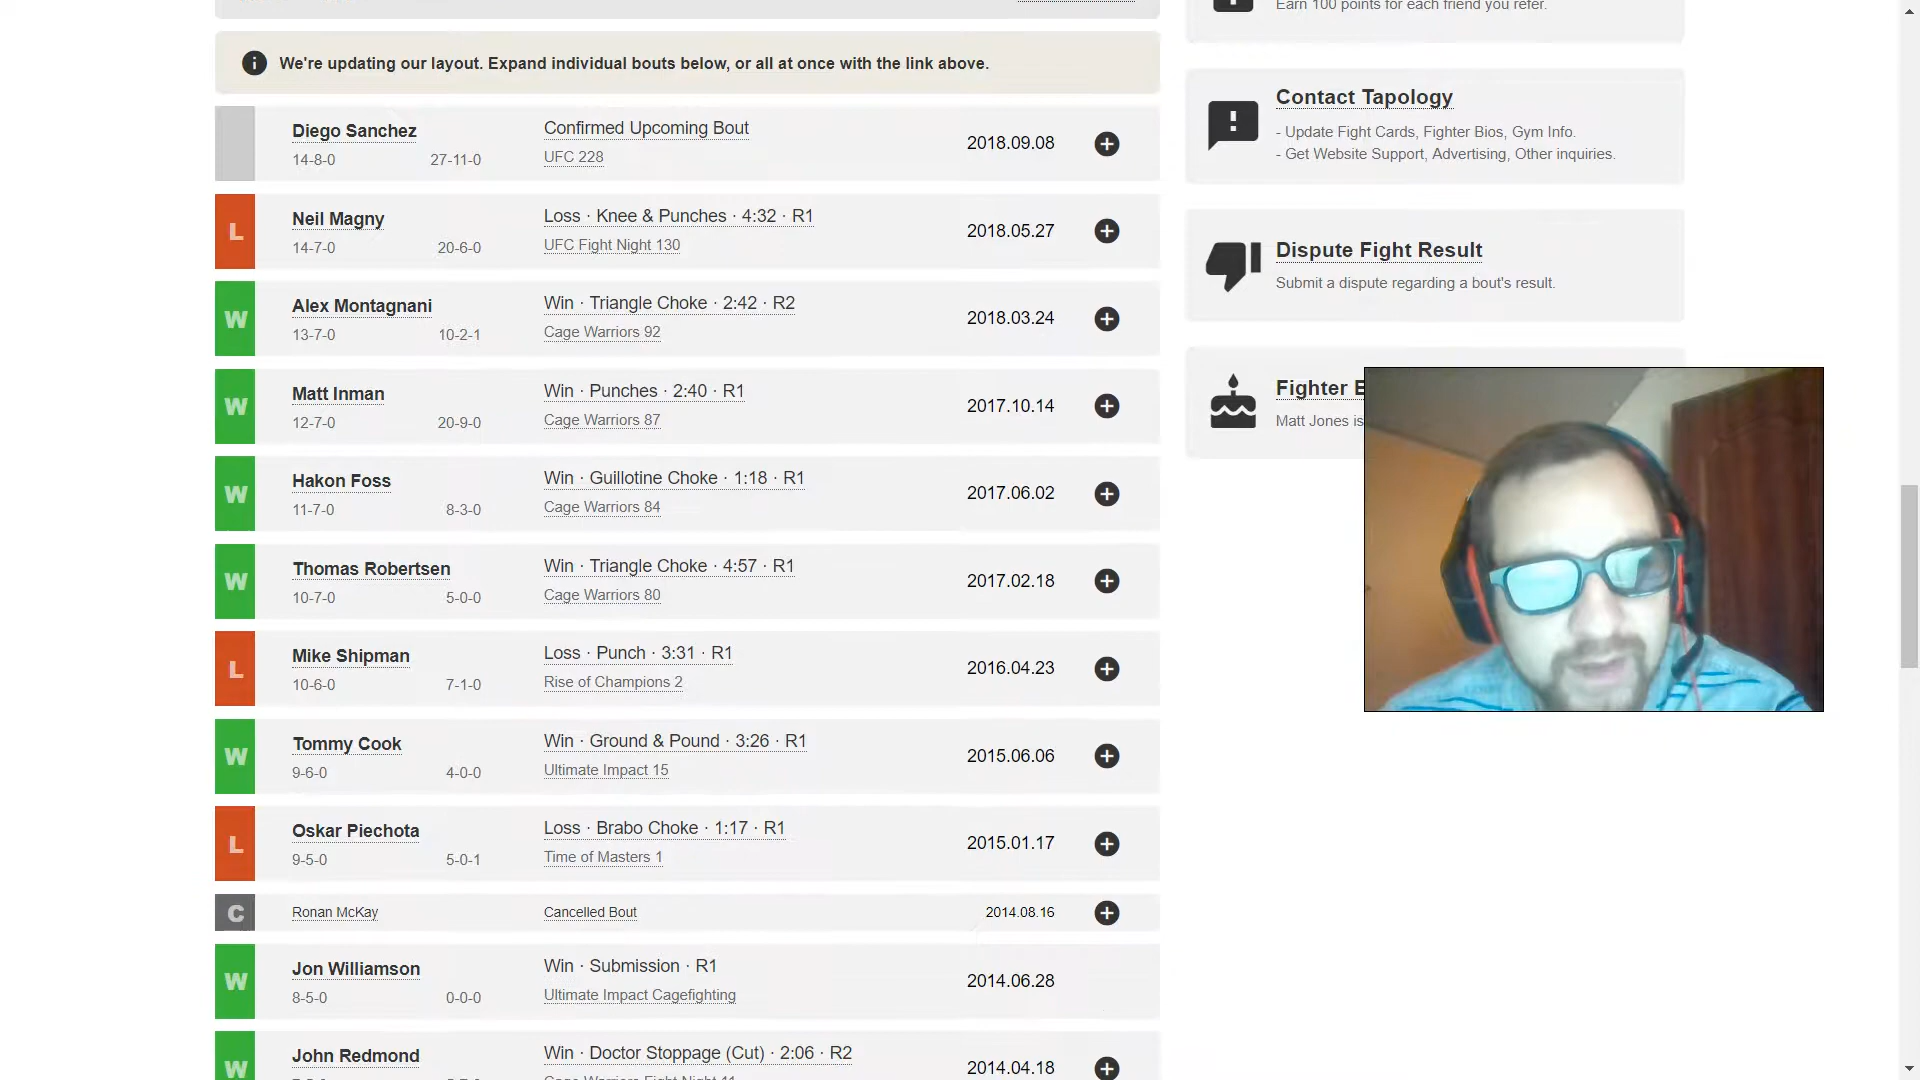 Earn 100 points for each friend you refer.
We're updating our layout. Expand individual bouts below, or all at once with the link above.
Diego Sanchez
14-8-0 27-11-0
Confirmed Upcoming Bout
UFC 228
2018.09.08
L
Neil Magny
14-7-0 20-6-0
Loss · Knee & Punches · 4:32 · R1
UFC Fight Night 130
2018.05.27
W
Alex Montagnani
13-7-0 10-2-1
Win · Triangle Choke · 2:42 · R2
Cage Warriors 92
2018.03.24
W
Matt Inman
12-7-0 20-9-0
Win · Punches · 2:40 · R1
Cage Warriors 87
2017.10.14
W
Hakon Foss
11-7-0 8-3-0
Win · Guillotine Choke · 1:18 · R1
Cage Warriors 84
2017.06.02
W
Thomas Robertsen
10-7-0 5-0-0
Win · Triangle Choke · 4:57 · R1
Cage Warriors 80
2017.02.18
L
Mike Shipman
10-6-0 7-1-0
Loss · Punch · 3:31 · R1
Rise of Champions 2
2016.04.23
W
Tommy Cook
9-6-0 4-0-0
Win · Ground & Pound · 3:26 · R1
Ultimate Impact 15
2015.06.06
L
Oskar Piechota
9-5-0 5-0-1
Loss · Brabo Choke · 1:17 · R1
Time of Masters 1
2015.01.17
C
Ronan McKay
Cancelled Bout
2014.08.16
W
Jon Williamson
8-5-0 0-0-0
Win · Submission · R1
Ultimate Impact Cagefighting
2014.06.28
W
John Redmond
Win · Doctor Stoppage (Cut) · 2:06 · R2
2014.04.18
Contact Tapology
- Update Fight Cards, Fighter Bios, Gym Info.
- Get Website Support, Advertising, Other inquiries.
Dispute Fight Result
Submit a dispute regarding a bout's result.
Fighter
Matt Jones is